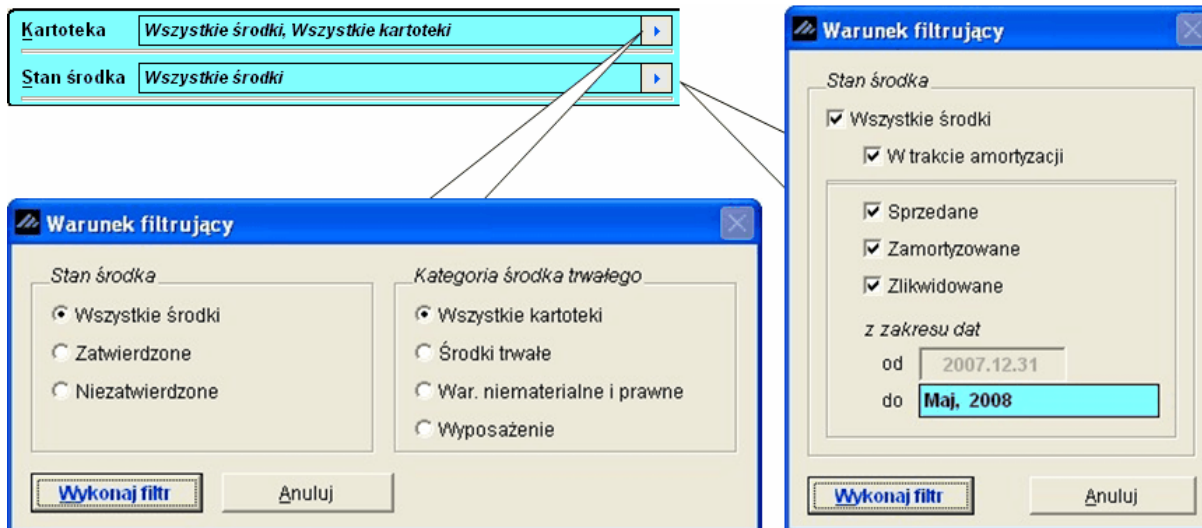 Kartoteka Wszystkie środki, Wszystkie kartoteki
Stan środka Wszystkie środki
Warunek filtrujący
Stan środka
Wszystkie środki
Zatwierdzone
Niezatwierdzone
Kategoria środka trwałego
Wszystkie kartoteki
Środki trwałe
War. niematerialne i prawne
Wyposażenie
Wykonaj filtr Anuluj
Warunek filtrujący
Stan środka
Wszystkie środki
W trakcie amortyzacji
Sprzedane
Zamortyzowane
Zlikwidowane
z zakresu dat
od 2007.12.31
do Maj, 2008
Wykonaj filtr Anuluj